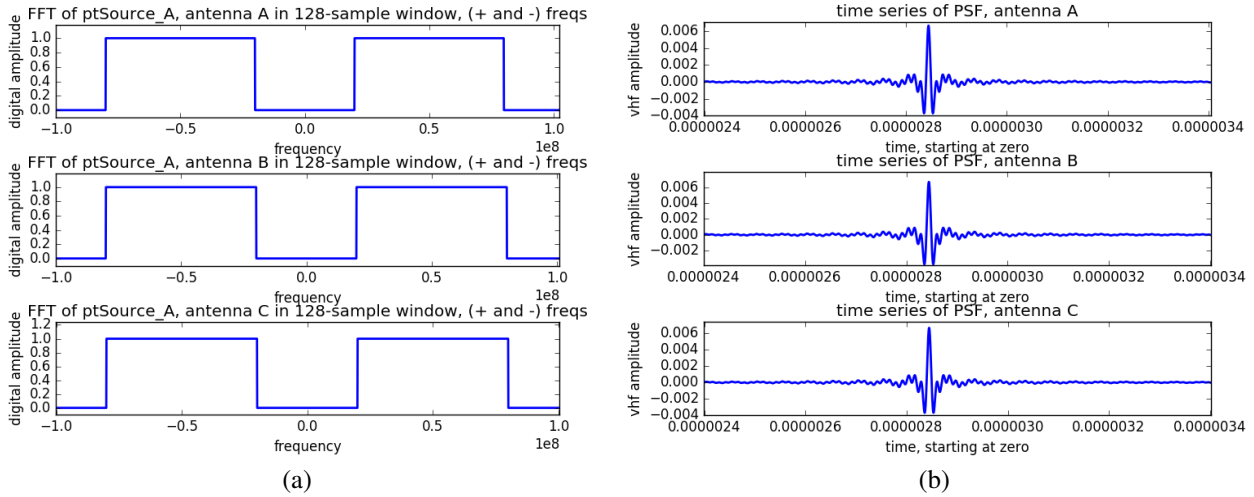 FFT of ptSource_A, antenna A in 128-sample window, (+ and -) freqs
digital amplitude
1.0
0.8
0.6
0.4
0.2
0.0
−1.0 −0.5 0.0 0.5 1.0
1e8
frequency
FFT of ptSource_A, antenna B in 128-sample window, (+ and -) freqs
digital amplitude
1.0
0.8
0.6
0.4
0.2
0.0
−1.0 −0.5 0.0 0.5 1.0
1e8
frequency
FFT of ptSource_A, antenna C in 128-sample window, (+ and -) freqs
digital amplitude
1.2
1.0
0.8
0.6
0.4
0.2
0.0
−1.0 −0.5 0.0 0.5 1.0
1e8
frequency
(a)
time series of PSF, antenna A
vhf amplitude
0.006
0.002
0.000
−0.002
−0.004
0.0000024 0.0000026 0.0000028 0.0000030 0.0000032 0.0000034
time, starting at zero
time series of PSF, antenna B
vhf amplitude
0.006
0.002
0.000
−0.002
0.0000024 0.0000026 0.0000028 0.0000030 0.0000032 0.0000034
time, starting at zero
time series of PSF, antenna C
vhf amplitude
0.006
0.002
0.000
−0.002
−0.004
0.0000024 0.0000026 0.0000028 0.0000030 0.0000032 0.0000034
time, starting at zero
(b)